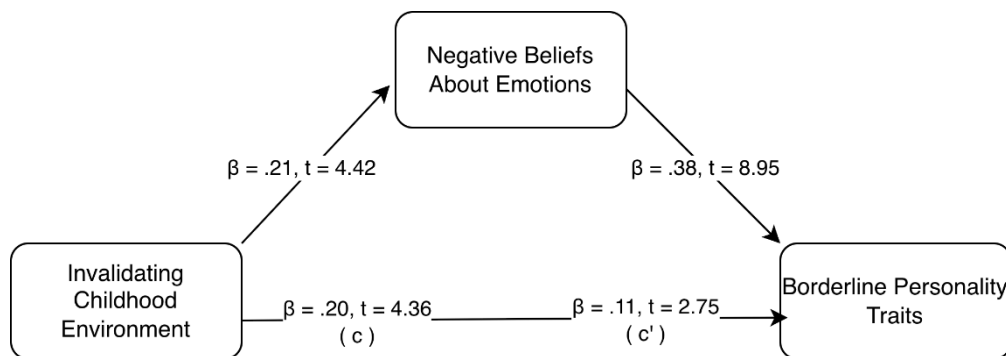 Negative Beliefs
About Emotions
β = .21, t = 4.42
β = .38, t = 8.95
Invalidating
Childhood
Environment
β = .20, t = 4.36
( c )
β = .11, t = 2.75
( c' )
Borderline Personality
Traits